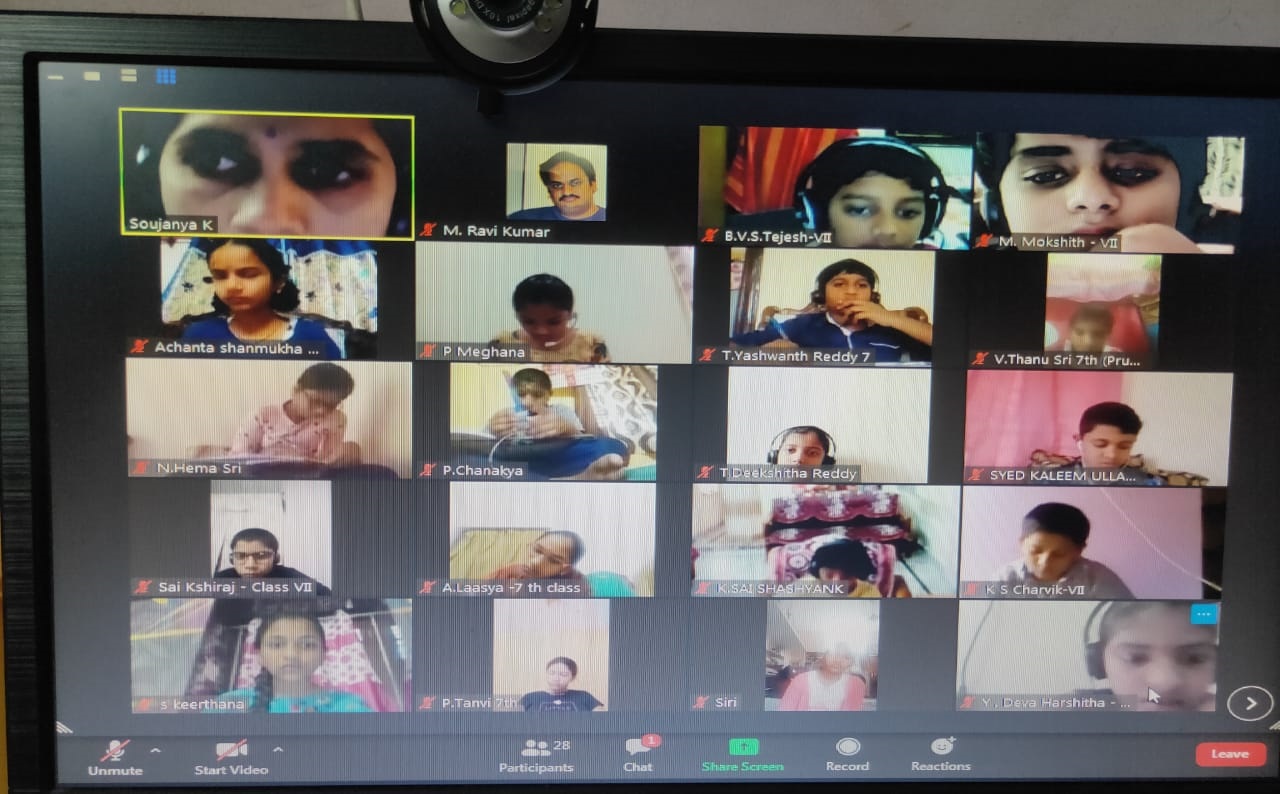 Soujanya K
M. Ravi Kumar
B.V.S.Tejesh-VII
M. Mokshith - VII
Achanta shanmukha ...
P Meghana
T.Yashwanth Reddy 7
V.Thanu Sri 7th (Pru...
N.Hema Sri
P.Chanakya
T.Deekshitha Reddy
SYED KALEEM ULLA...
Sai Kshiraj - Class VII
A.Laasya -7 th class
K.SAI SHASHYANK
K S Charvik-VII
s keerthana
P.Tanvi 7th
Siri
Y . Deva Harshitha - ...
28
1
Unmute
Start Video
Participants
Chat
Share Screen
Record
Reactions
Leave